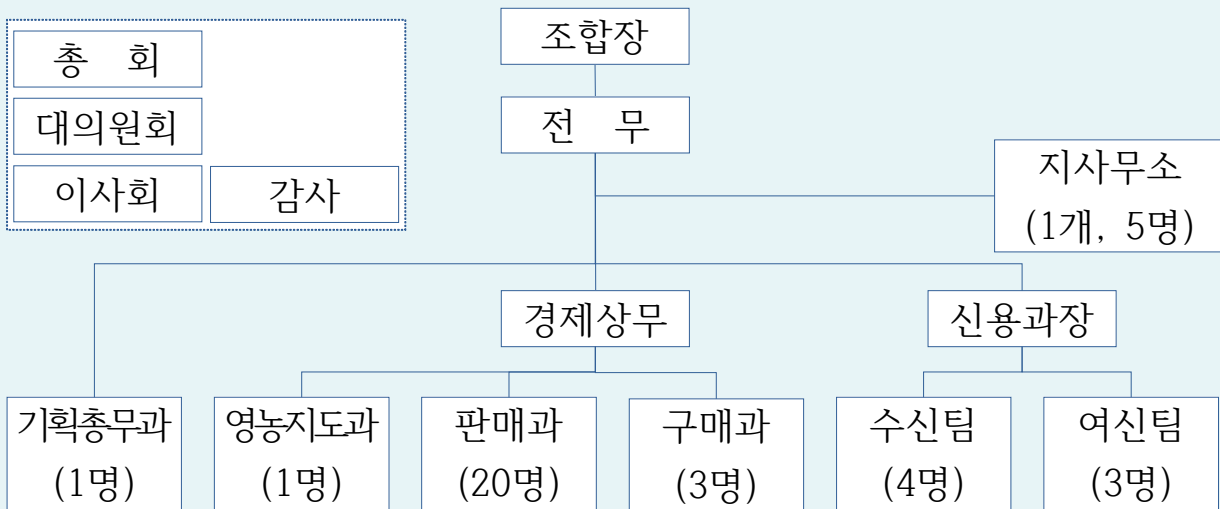 총 회
대의원회
이사회
감사
조합장
전 무
지사무소
(1개, 5명)
경제상무
신용과장
기획총무과
(1명)
영농지도과
(1명)
판매과
(20명)
구매과
(3명)
수신팀
(4명)
여신팀
(3명)